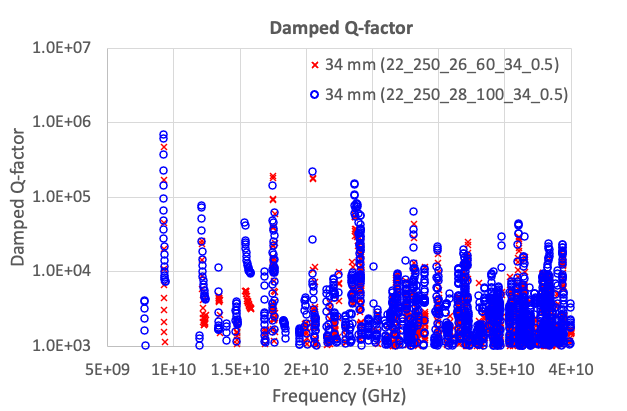 Damped Q-factor
1.0E+07
34 mm (22_250_26_60_34_0.5)
34 mm (22_250_28_100_34_0.5)
1.0E+06
1.0E+05
1.0E+04
1.0E+03
Damped Q-factor
5E+09 1E+10 1.5E+10 2E+10 2.5E+10 3E+10 3.5E+10 4E+10
Frequency (GHz)